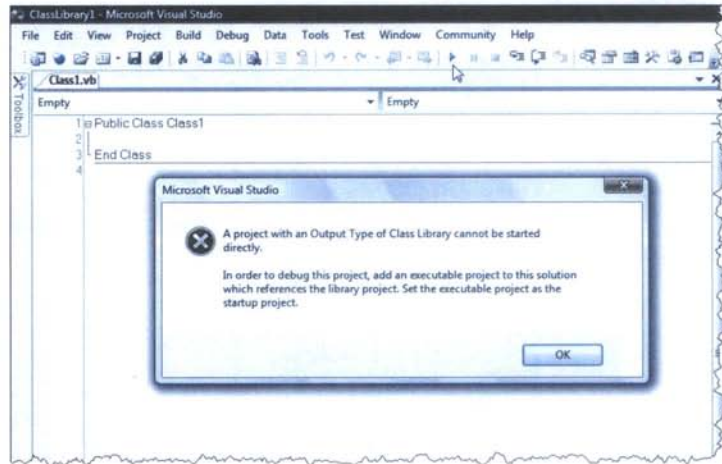 ClassLibrary1 - Microsoft Visual Studio
File Edit View Project Build Debug Data Tools Test Window Community Help
Toolbox
Class1.vb
Empty Empty
1 Public Class Class1
2
3 End Class
4
Microsoft Visual Studio
A project with an Output Type of Class Library cannot be started
directly.
In order to debug this project, add an executable project to this solution
which references the library project. Set the executable project as the
startup project.
OK